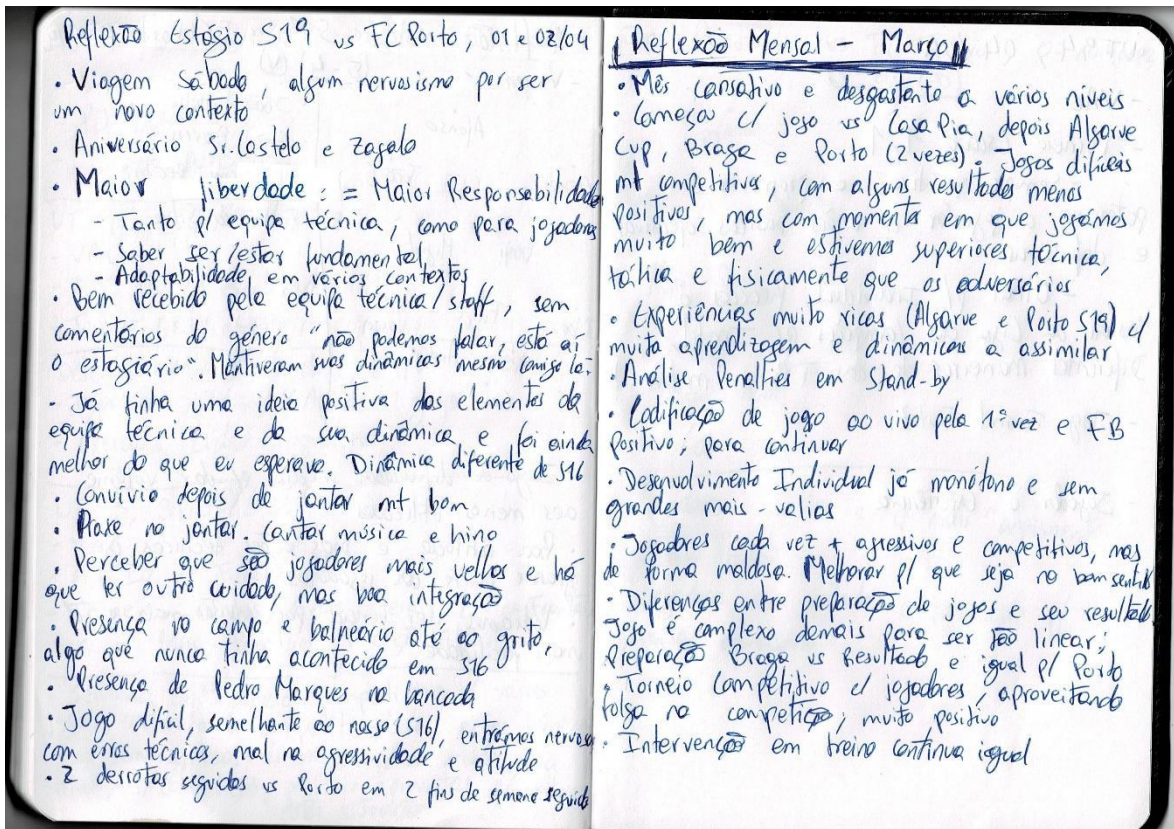 Reflexão Estágio S19 vs FC Porto, 01 e 02/04
• Viagem Sábado, algum nervosismo por ser
um novo contexto
• Aniversário Sr. Castelo e Zagalo
• Maior liberdade : = Maior Responsabilidade
- Tanto p/ equipa técnica, como para jogadores
- Saber ser/estar fundamental
- Adaptabilidade em vários contextos
• Bem recebido pela equipa técnica/staff, sem
comentários do género "não podemos falar, está aí
o estagiário". Mantiveram suas dinâmicas mesmo comigo lá.
• Já tinha uma ideia positiva dos elementos da
equipa técnica e da sua dinâmica e foi ainda
melhor do que eu esperava. Dinâmica diferente de S16
• Convívio depois de jantar mt bom
• Praxe no jantar. Cantar música e hino
• Perceber que são jogadores mais velhos e há
que ter outro cuidado, mas boa integração
• Presença no campo e balneário até ao grito
algo que nunca tinha acontecido em S16
• Presença de Pedro Marques na bancada
• Jogo difícil, semelhante ao nosso (S16), entrámos nervosos
com erros técnicos, mal na agressividade e atitude
• 2 derrotas seguidas vs Porto em 2 fins de semana seguidos
Reflexão Mensal - Março
• Mês cansativo e desgastante a vários níveis
• Começa c/ jogo vs Casa Pia, depois Algarve
Cup, Braga e Porto (2 vezes). Jogos difíceis
mt competitivos, com alguns resultados menos
positivos, mas com momentos em que jogámos
muito bem e estivemos superiores técnica,
tática e fisicamente que os adversários
• Experiências muito ricas (Algarve e Porto S19) c/
muita aprendizagem e dinâmicas a assimilar
• Análise Penalties em Stand-by
• Codificação de jogo ao vivo pela 1ª vez e FB
positivo; para continuar
• Desenvolvimento Individual já monótono e sem
grandes mais-valias
• Jogadores cada vez + agressivos e competitivos, mas
de forma maldosa. Melhorar p/ que seja no bom sentido
• Diferenças entre preparação de jogos e seu resultado
Jogo é complexo demais para ser tão linear;
Preparação Braga vs Resultado e igual p/ Porto
• Torneio Competitivo c/ jogadores, aproveitando
folga na competição; muito positivo
• Intervenção em treino continua igual